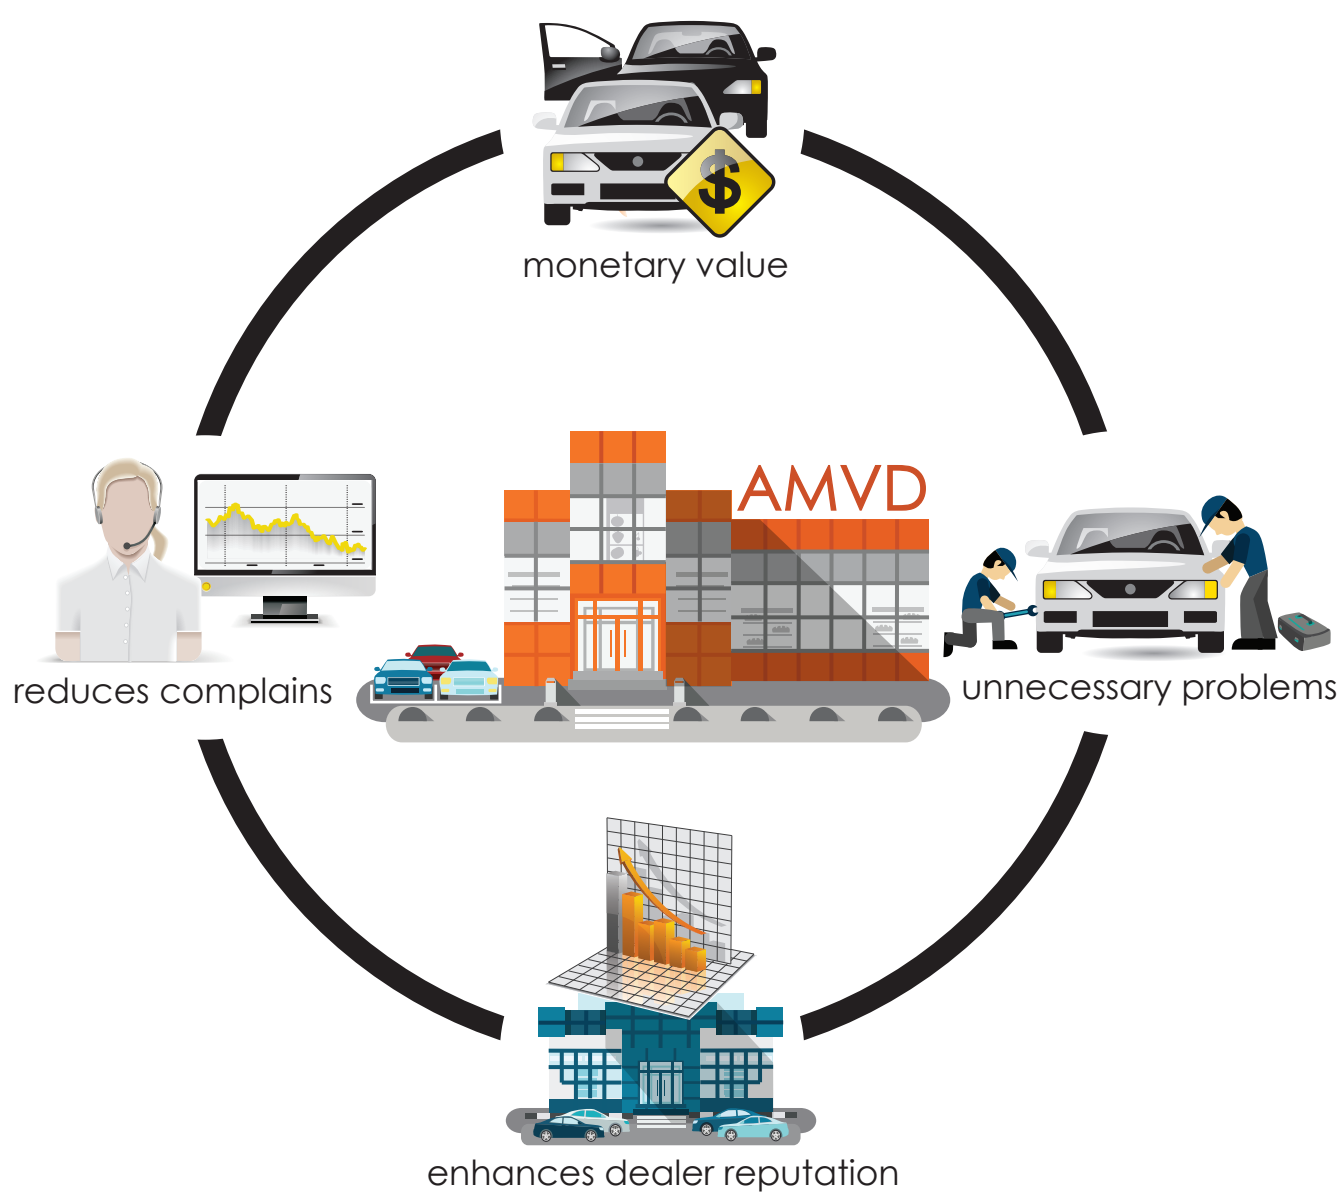 $
monetary value
AMVD
reduces complains
unnecessary problems
enhances dealer reputation